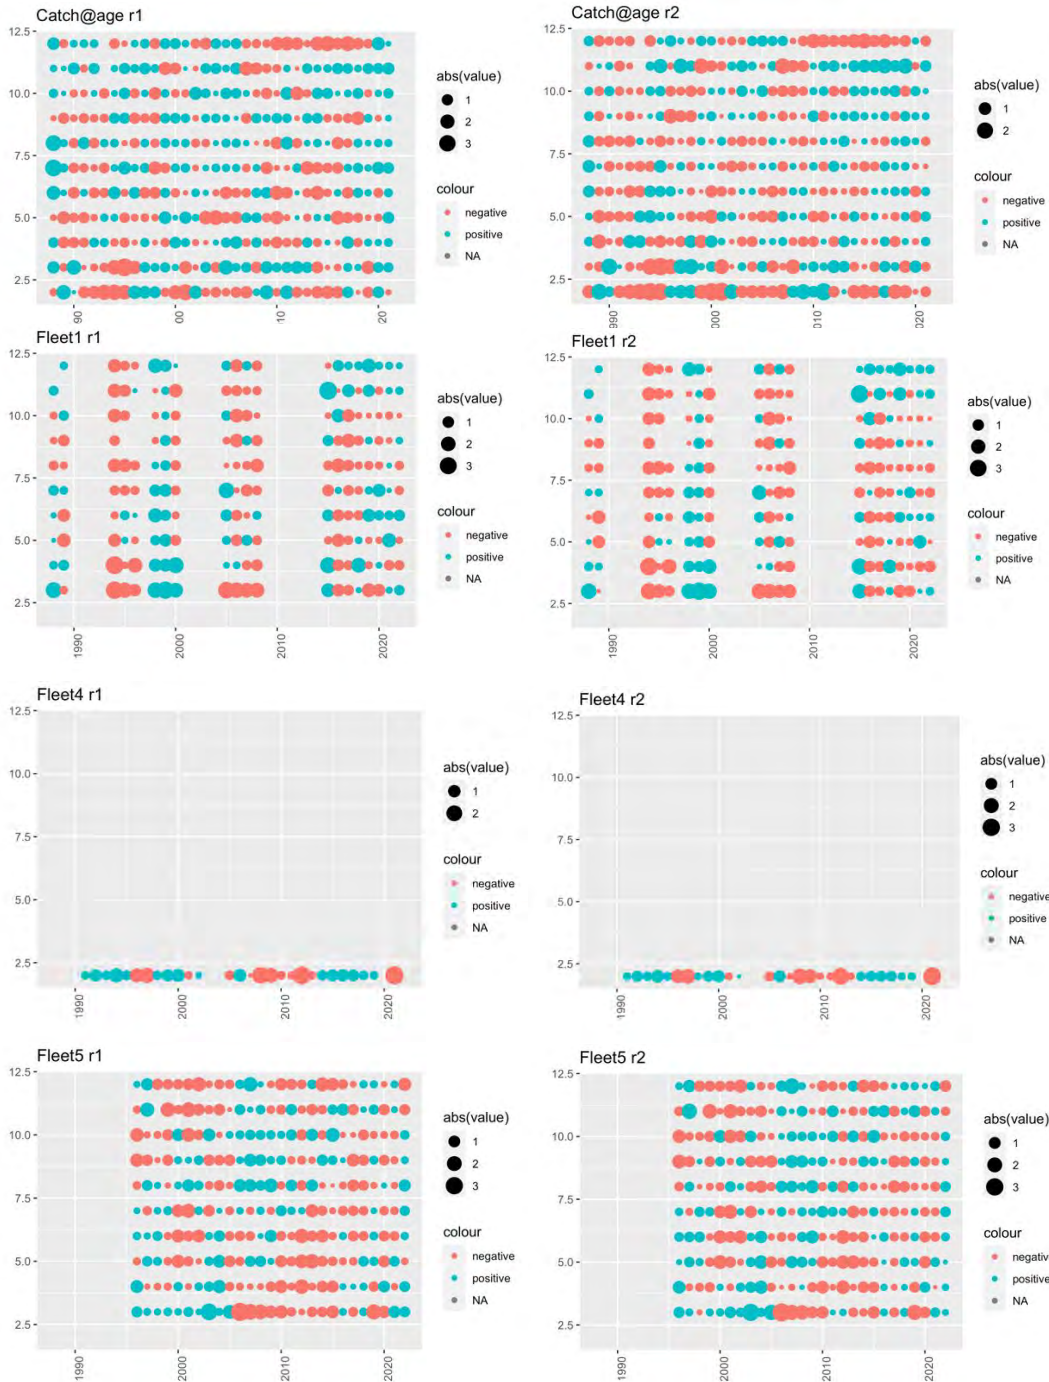 Catch@age r1
12.5
10.0
7.5
5.0
2.5
90
00
10
20
abs(value)
1
2
3
colour
negative
positive
NA
Catch@age r2
12.5
10.0
7.5
5.0
2.5
1990
000
010
2020
abs(value)
1
2
colour
negative
positive
NA
Fleet1 r1
12.5
10.0
7.5
5.0
2.5
1990
2000
2010
2020
abs(value)
1
2
3
colour
negative
positive
NA
Fleet1 r2
12.5
10.0
7.5
5.0
2.5
1990
2000
2010
2020
abs(value)
1
2
3
colour
negative
positive
NA
Fleet4 r1
12.5
10.0
7.5
5.0
2.5
1990
2000
2010
2020
abs(value)
1
2
colour
negative
positive
NA
Fleet4 r2
12.5
10.0
7.5
5.0
2.5
1990
2000
2010
2020
abs(value)
1
2
3
colour
negative
positive
NA
Fleet5 r1
12.5
10.0
7.5
5.0
2.5
1990
2000
2010
2020
abs(value)
1
2
3
colour
negative
positive
NA
Fleet5 r2
12.5
10.0
7.5
5.0
2.5
1990
2000
2010
2020
abs(value)
1
2
3
colour
negative
positive
NA